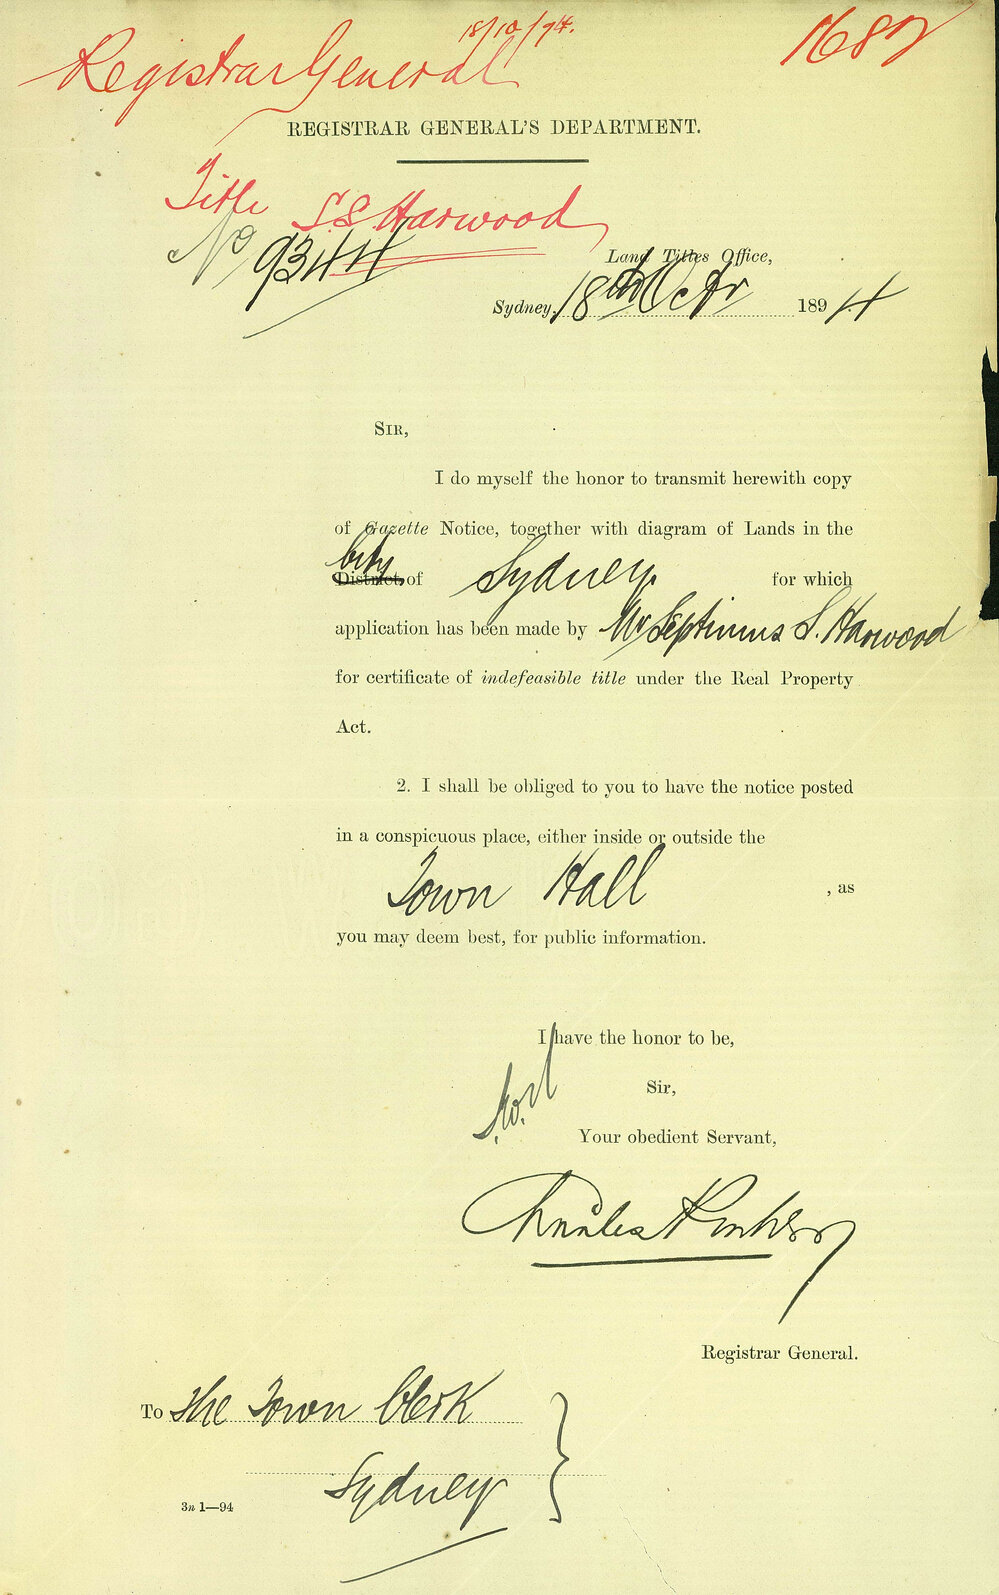 18/10/94.
Registrar General
1687
REGISTRAR GENERAL'S DEPARTMENT.
Title S S Harwood
No 9344
Land Titles Office,
Sydney, 18th Octr 1894
SIR,
I do myself the honor to transmit herewith copy
of Gazette Notice, together with diagram of Lands in the
City
District of Sydney for which
application has been made by Mr Septimus S. Harwood
for certificate of indefeasible title under the Real Property
Act.
2. I shall be obliged to you to have the notice posted
in a conspicuous place, either inside or outside the
Town Hall , as
you may deem best, for public information.
I have the honor to be,
Sir,
Your obedient Servant,
Charles
Registrar General.
To The Town Clerk
Sydney
3n 1—94